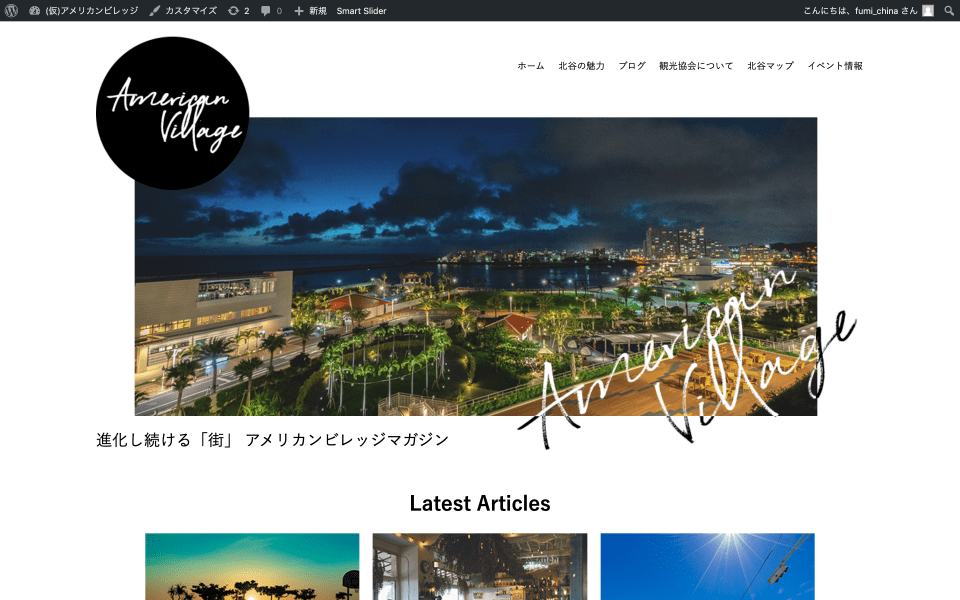 (仮)アメリカンビレッジ カスタマイズ 2 0 新規 Smart Slider こんにちは、fumi_china さん
American
Village
ホーム 北谷の魅力 ブログ 観光協会について 北谷マップ イベント情報
American
Village
進化し続ける「街」 アメリカンビレッジマガジン
Latest Articles